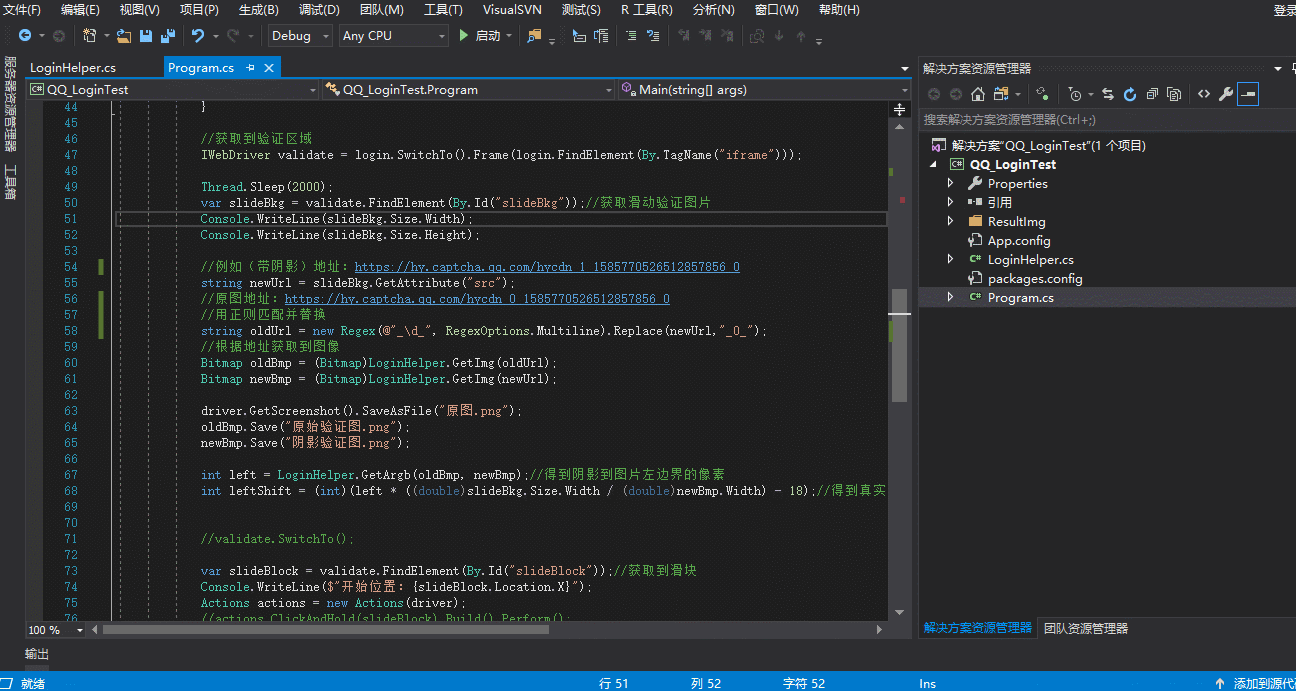 文件(F) 编辑(E) 视图(V) 项目(P) 生成(B) 调试(D) 团队(M) 工具(T) VisualSVN 测试(S) R 工具(R) 分析(N) 窗口(W) 帮助(H) 登录
Debug Any CPU 启动
服务器资源管理器
工具箱
LoginHelper.cs Program.cs
QQ_LoginTest QQ_LoginTest.Program Main(string[] args)
44 }
45
46 //获取到验证区域
47 IWebDriver validate = login.SwitchTo().Frame(login.FindElement(By.TagName("iframe")));
48
49 Thread.Sleep(2000);
50 var slideBkg = validate.FindElement(By.Id("slideBkg"));//获取滑动验证图片
51 Console.WriteLine(slideBkg.Size.Width);
52 Console.WriteLine(slideBkg.Size.Height);
53
54 //例如（带阴影）地址：https://hy.captcha.qq.com/hycdn_1_1585770526512857856_0
55 string newUrl = slideBkg.GetAttribute("src");
56 //原图地址：https://hy.captcha.qq.com/hycdn_0_1585770526512857856_0
57 //用正则匹配并替换
58 string oldUrl = new Regex(@"_\d_", RegexOptions.Multiline).Replace(newUrl,"_0_");
59 //根据地址获取到图像
60 Bitmap oldBmp = (Bitmap)LoginHelper.GetImg(oldUrl);
61 Bitmap newBmp = (Bitmap)LoginHelper.GetImg(newUrl);
62
63 driver.GetScreenshot().SaveAsFile("原图.png");
64 oldBmp.Save("原始验证图.png");
65 newBmp.Save("阴影验证图.png");
66
67 int left = LoginHelper.GetArgb(oldBmp, newBmp);//得到阴影到图片左边界的像素
68 int leftShift = (int)(left * ((double)slideBkg.Size.Width / (double)newBmp.Width) - 18);//得到真实
69
70
71 //validate.SwitchTo();
72
73 var slideBlock = validate.FindElement(By.Id("slideBlock"));//获取到滑块
74 Console.WriteLine($"开始位置：{slideBlock.Location.X}");
75 Actions actions = new Actions(driver);
76 //actions.ClickAndHold(slideBlock).Build().Perform();
100 %
解决方案资源管理器
搜索解决方案资源管理器(Ctrl+;)
解决方案"QQ_LoginTest"(1 个项目)
QQ_LoginTest
Properties
引用
ResultImg
App.config
LoginHelper.cs
packages.config
Program.cs
解决方案资源管理器 团队资源管理器
输出
就绪 行 51 列 52 字符 52 Ins 添加到源代码